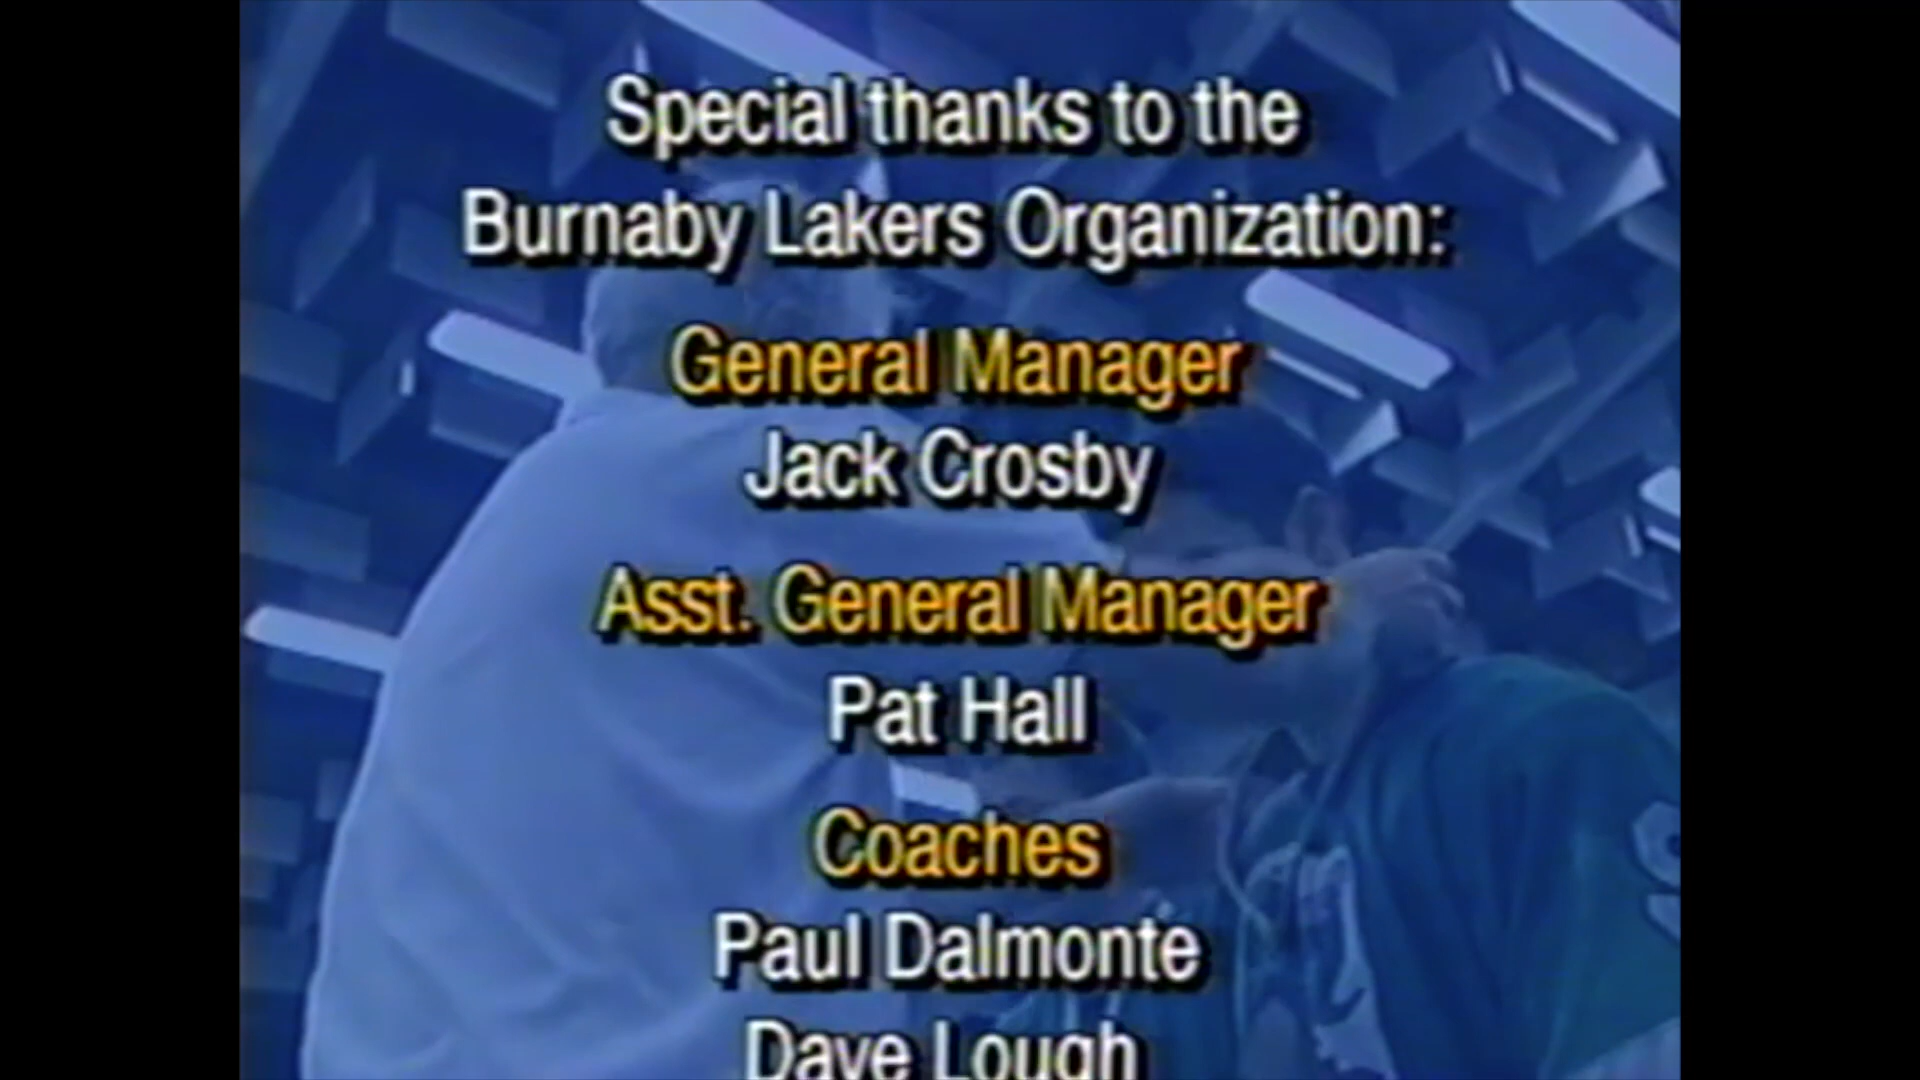 Special thanks to the
Burnaby Lakers Organization:
General Manager
Jack Crosby
Asst. General Manager
Pat Hall
Coaches
Paul Dalmonte
Dave Lough